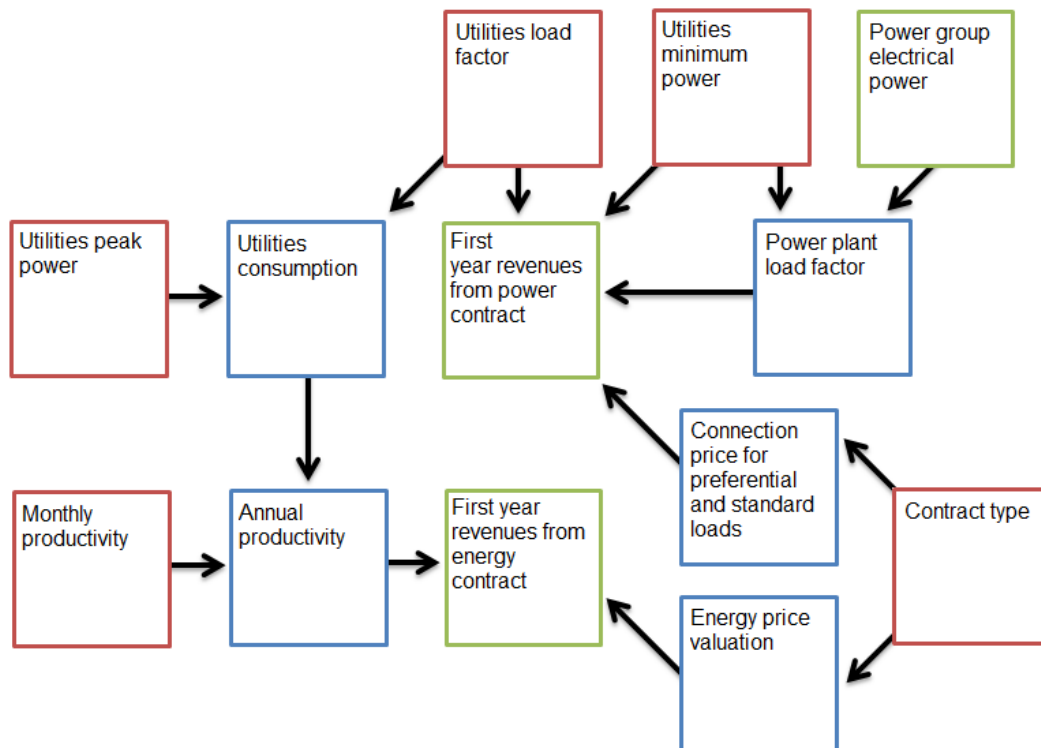 Utilities load
factor
Utilities
minimum
power
Power group
electrical
power
Utilities peak
power
Utilities
consumption
First
year revenues
from power
contract
Power plant
load factor
Connection
price for
preferential
and standard
loads
Monthly
productivity
Annual
productivity
First year
revenues from
energy
contract
Contract type
Energy price
valuation